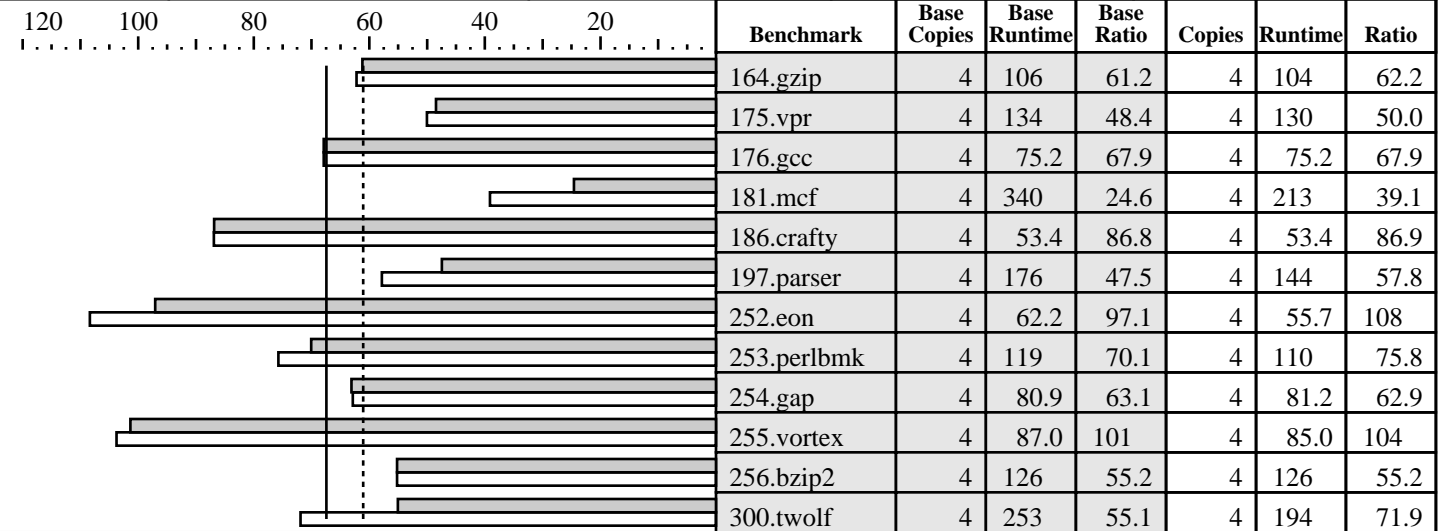 120 100 80 60 40 20
Benchmark Base Copies Base Runtime Base Ratio Copies Runtime Ratio
164.gzip 4 106 61.2 4 104 62.2
175.vpr 4 134 48.4 4 130 50.0
176.gcc 4 75.2 67.9 4 75.2 67.9
181.mcf 4 340 24.6 4 213 39.1
186.crafty 4 53.4 86.8 4 53.4 86.9
197.parser 4 176 47.5 4 144 57.8
252.eon 4 62.2 97.1 4 55.7 108
253.perlbmk 4 119 70.1 4 110 75.8
254.gap 4 80.9 63.1 4 81.2 62.9
255.vortex 4 87.0 101 4 85.0 104
256.bzip2 4 126 55.2 4 126 55.2
300.twolf 4 253 55.1 4 194 71.9